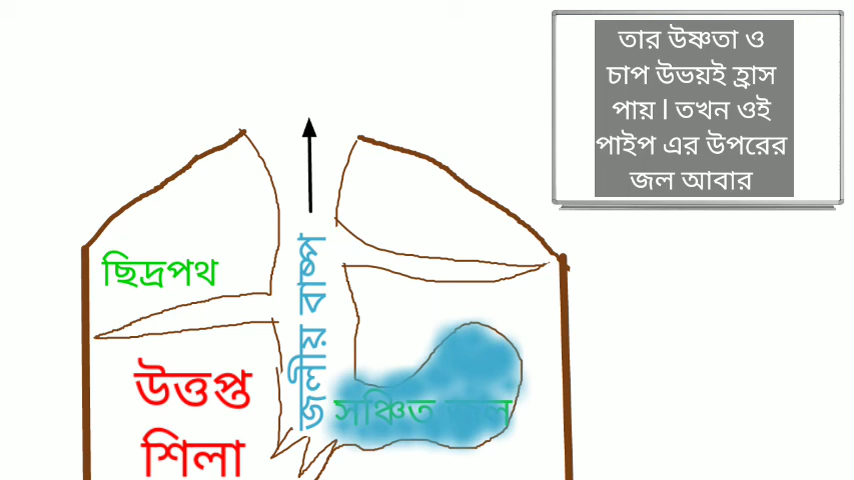 তার উষ্ণতা ও
চাপ উভয়ই হ্রাস
পায় l তখন ওই
পাইপ এর উপরের
জল আবার
ছিদ্রপথ
জলীয় বাষ্প
উত্তপ্ত
শিলা
সঞ্চিত জল